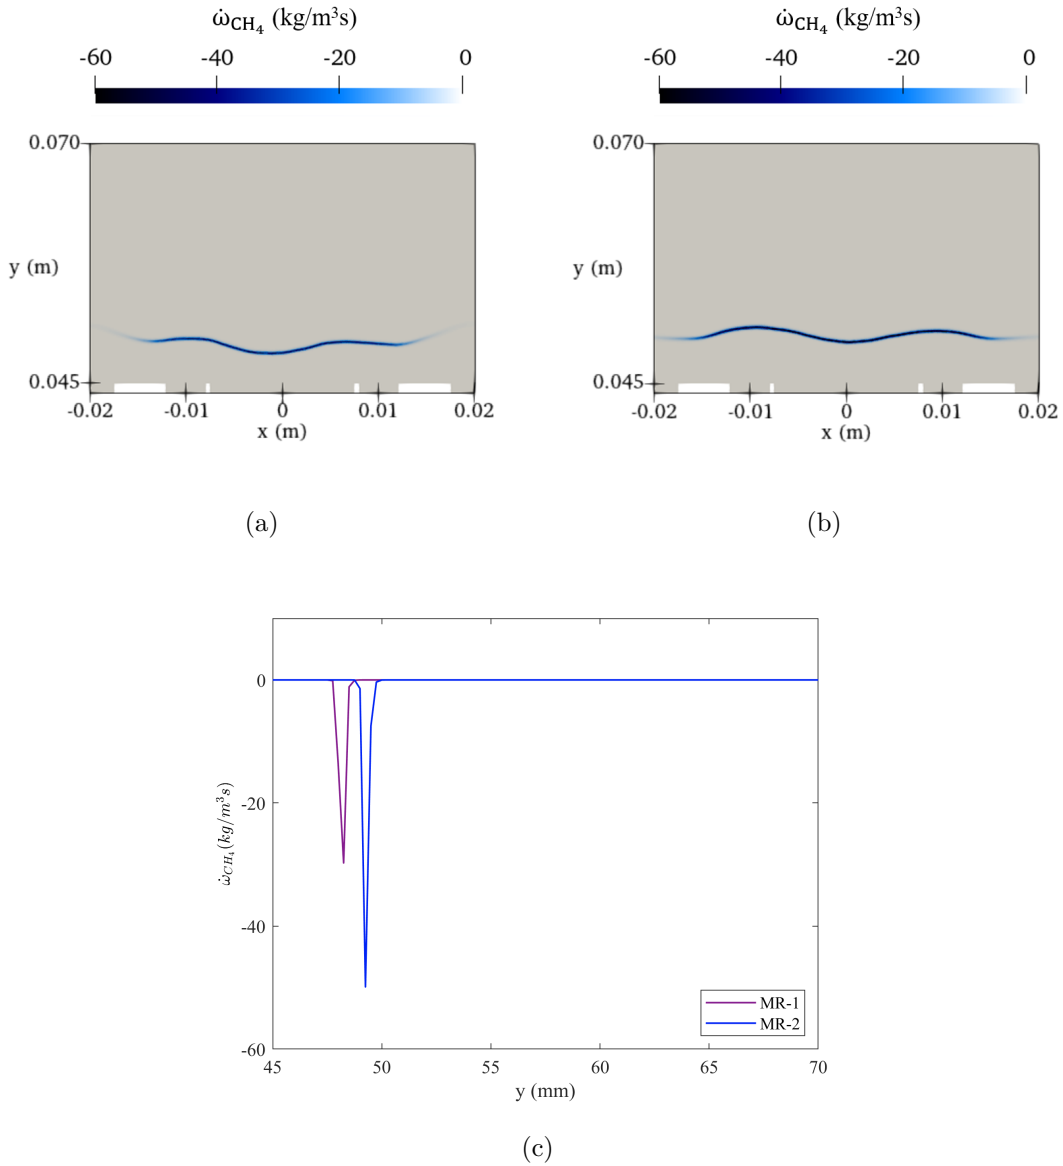 ω̇CH₄ (kg/m³s)
-60 -40 -20 0
0.070
y (m)
0.045
-0.02 -0.01 0 0.01 0.02
x (m)
(a)
ω̇CH₄ (kg/m³s)
-60 -40 -20 0
0.070
y (m)
0.045
-0.02 -0.01 0 0.01 0.02
x (m)
(b)
0
-20
-40
-60
ω̇CH₄(kg/m³s)
45 50 55 60 65 70
y (mm)
MR-1
MR-2
(c)